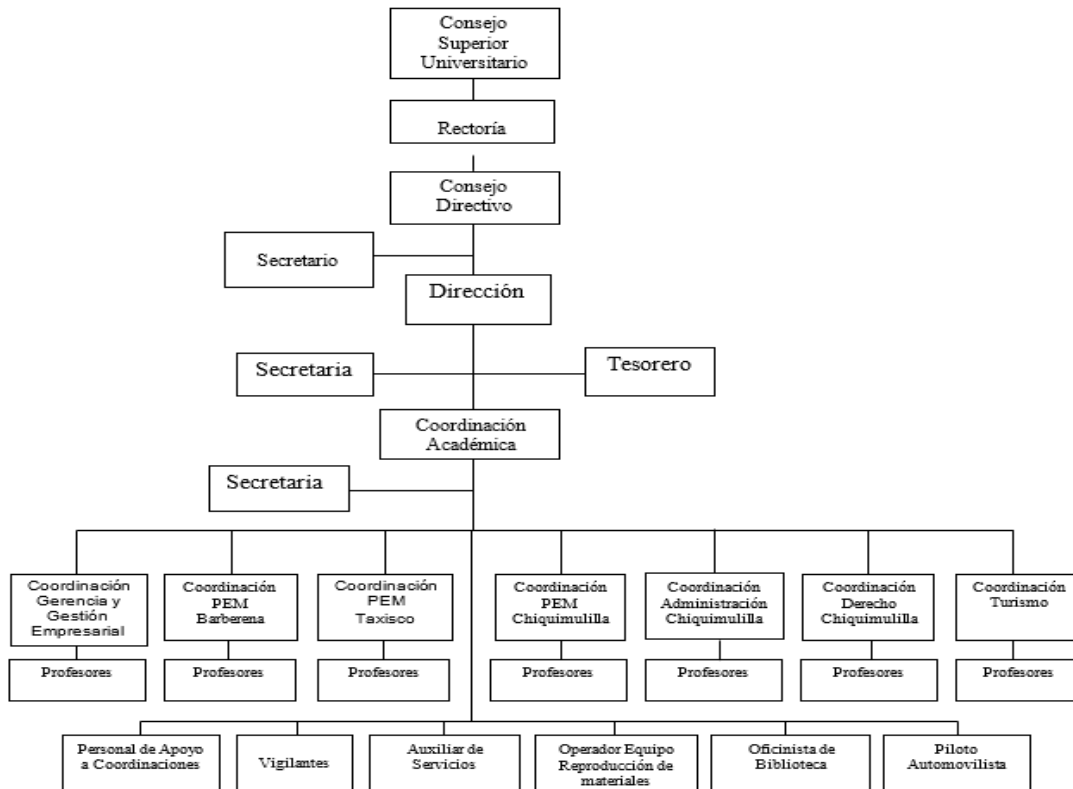 Consejo
Superior
Universitario
Rectoría
Consejo
Directivo
Secretario
Dirección
Secretaria
Tesorero
Coordinación
Académica
Secretaria
Coordinación
Gerencia y
Gestión
Empresarial
Coordinación
PEM
Barberena
Coordinación
PEM
Taxisco
Coordinación
PEM
Chiquimulilla
Coordinación
Administración
Chiquimulilla
Coordinación
Derecho
Chiquimulilla
Coordinación
Turismo
Profesores
Profesores
Profesores
Profesores
Profesores
Profesores
Profesores
Personal de Apoyo
a Coordinaciones
Vigilantes
Auxiliar de
Servicios
Operador Equipo
Reproducción de
materiales
Oficinista de
Biblioteca
Piloto
Automovilista